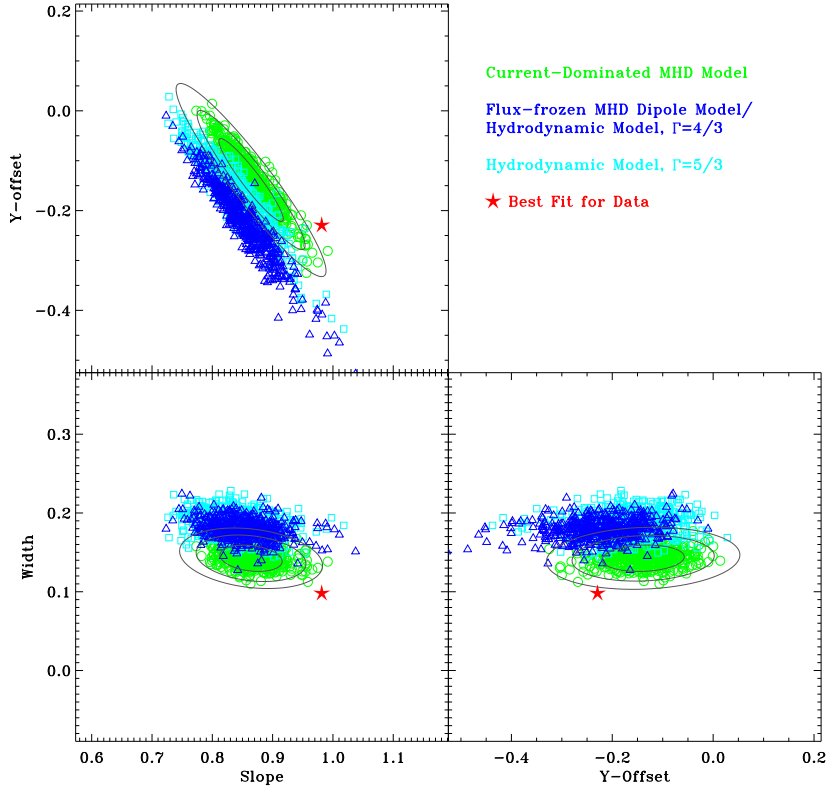 0.2
0.0
−0.2
−0.4
Y−offset
Current−Dominated MHD Model
Flux−frozen MHD Dipole Model/
Hydrodynamic Model, Γ=4/3
Hydrodynamic Model, Γ=5/3
Best Fit for Data
0.3
0.2
0.1
0.0
Width
0.6 0.7 0.8 0.9 1.0 1.1
Slope
−0.4 −0.2 0.0 0.2
Y−Offset